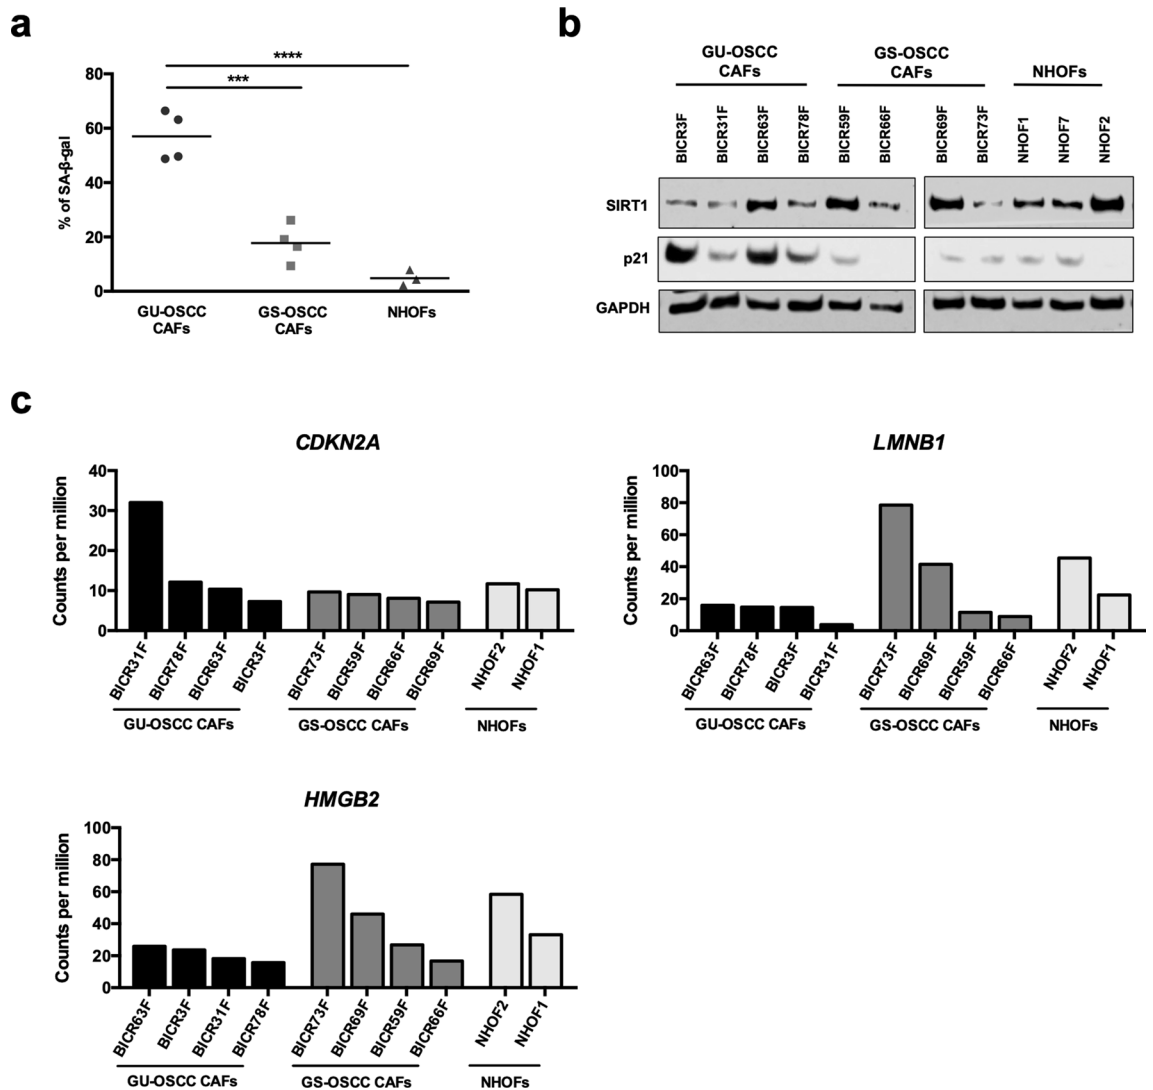 a
% of SA-β-gal
80
60
40
20
0
****
***
GU-OSCC
CAFs
GS-OSCC
CAFs
NHOFs
b
GU-OSCC
CAFs
GS-OSCC
CAFs
NHOFs
BICR3F
BICR31F
BICR63F
BICR78F
BICR59F
BICR66F
BICR69F
BICR73F
NHOF1
NHOF7
NHOF2
SIRT1
p21
GAPDH
c
CDKN2A
Counts per million
40
30
20
10
0
BICR31F
BICR78F
BICR63F
BICR3F
BICR73F
BICR59F
BICR66F
BICR69F
NHOF2
NHOF1
GU-OSCC CAFs
GS-OSCC CAFs
NHOFs
LMNB1
Counts per million
100
80
60
40
20
0
BICR63F
BICR78F
BICR3F
BICR31F
BICR73F
BICR69F
BICR59F
BICR66F
NHOF2
NHOF1
GU-OSCC CAFs
GS-OSCC CAFs
NHOFs
HMGB2
Counts per million
100
80
60
40
20
0
BICR63F
BICR3F
BICR31F
BICR78F
BICR73F
BICR69F
BICR59F
BICR66F
NHOF2
NHOF1
GU-OSCC CAFs
GS-OSCC CAFs
NHOFs